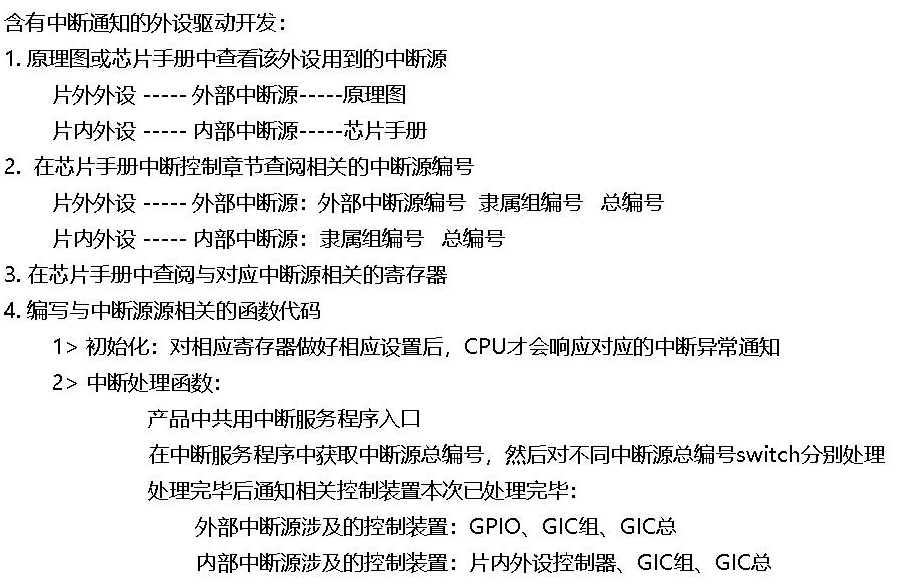 含有中断通知的外设驱动开发：
1. 原理图或芯片手册中查看该外设用到的中断源
片外外设 ----- 外部中断源-----原理图
片内外设 ----- 内部中断源-----芯片手册
2.  在芯片手册中断控制章节查阅相关的中断源编号
片外外设 ----- 外部中断源：外部中断源编号  隶属组编号   总编号
片内外设 ----- 内部中断源：隶属组编号   总编号
3. 在芯片手册中查阅与对应中断源相关的寄存器
4. 编写与中断源源相关的函数代码
1> 初始化：对相应寄存器做好相应设置后，CPU才会响应对应的中断异常通知
2> 中断处理函数：
产品中共用中断服务程序入口
在中断服务程序中获取中断源总编号，然后对不同中断源总编号switch分别处理
处理完毕后通知相关控制装置本次已处理完毕：
外部中断源涉及的控制装置：GPIO、GIC组、GIC总
内部中断源涉及的控制装置：片内外设控制器、GIC组、GIC总